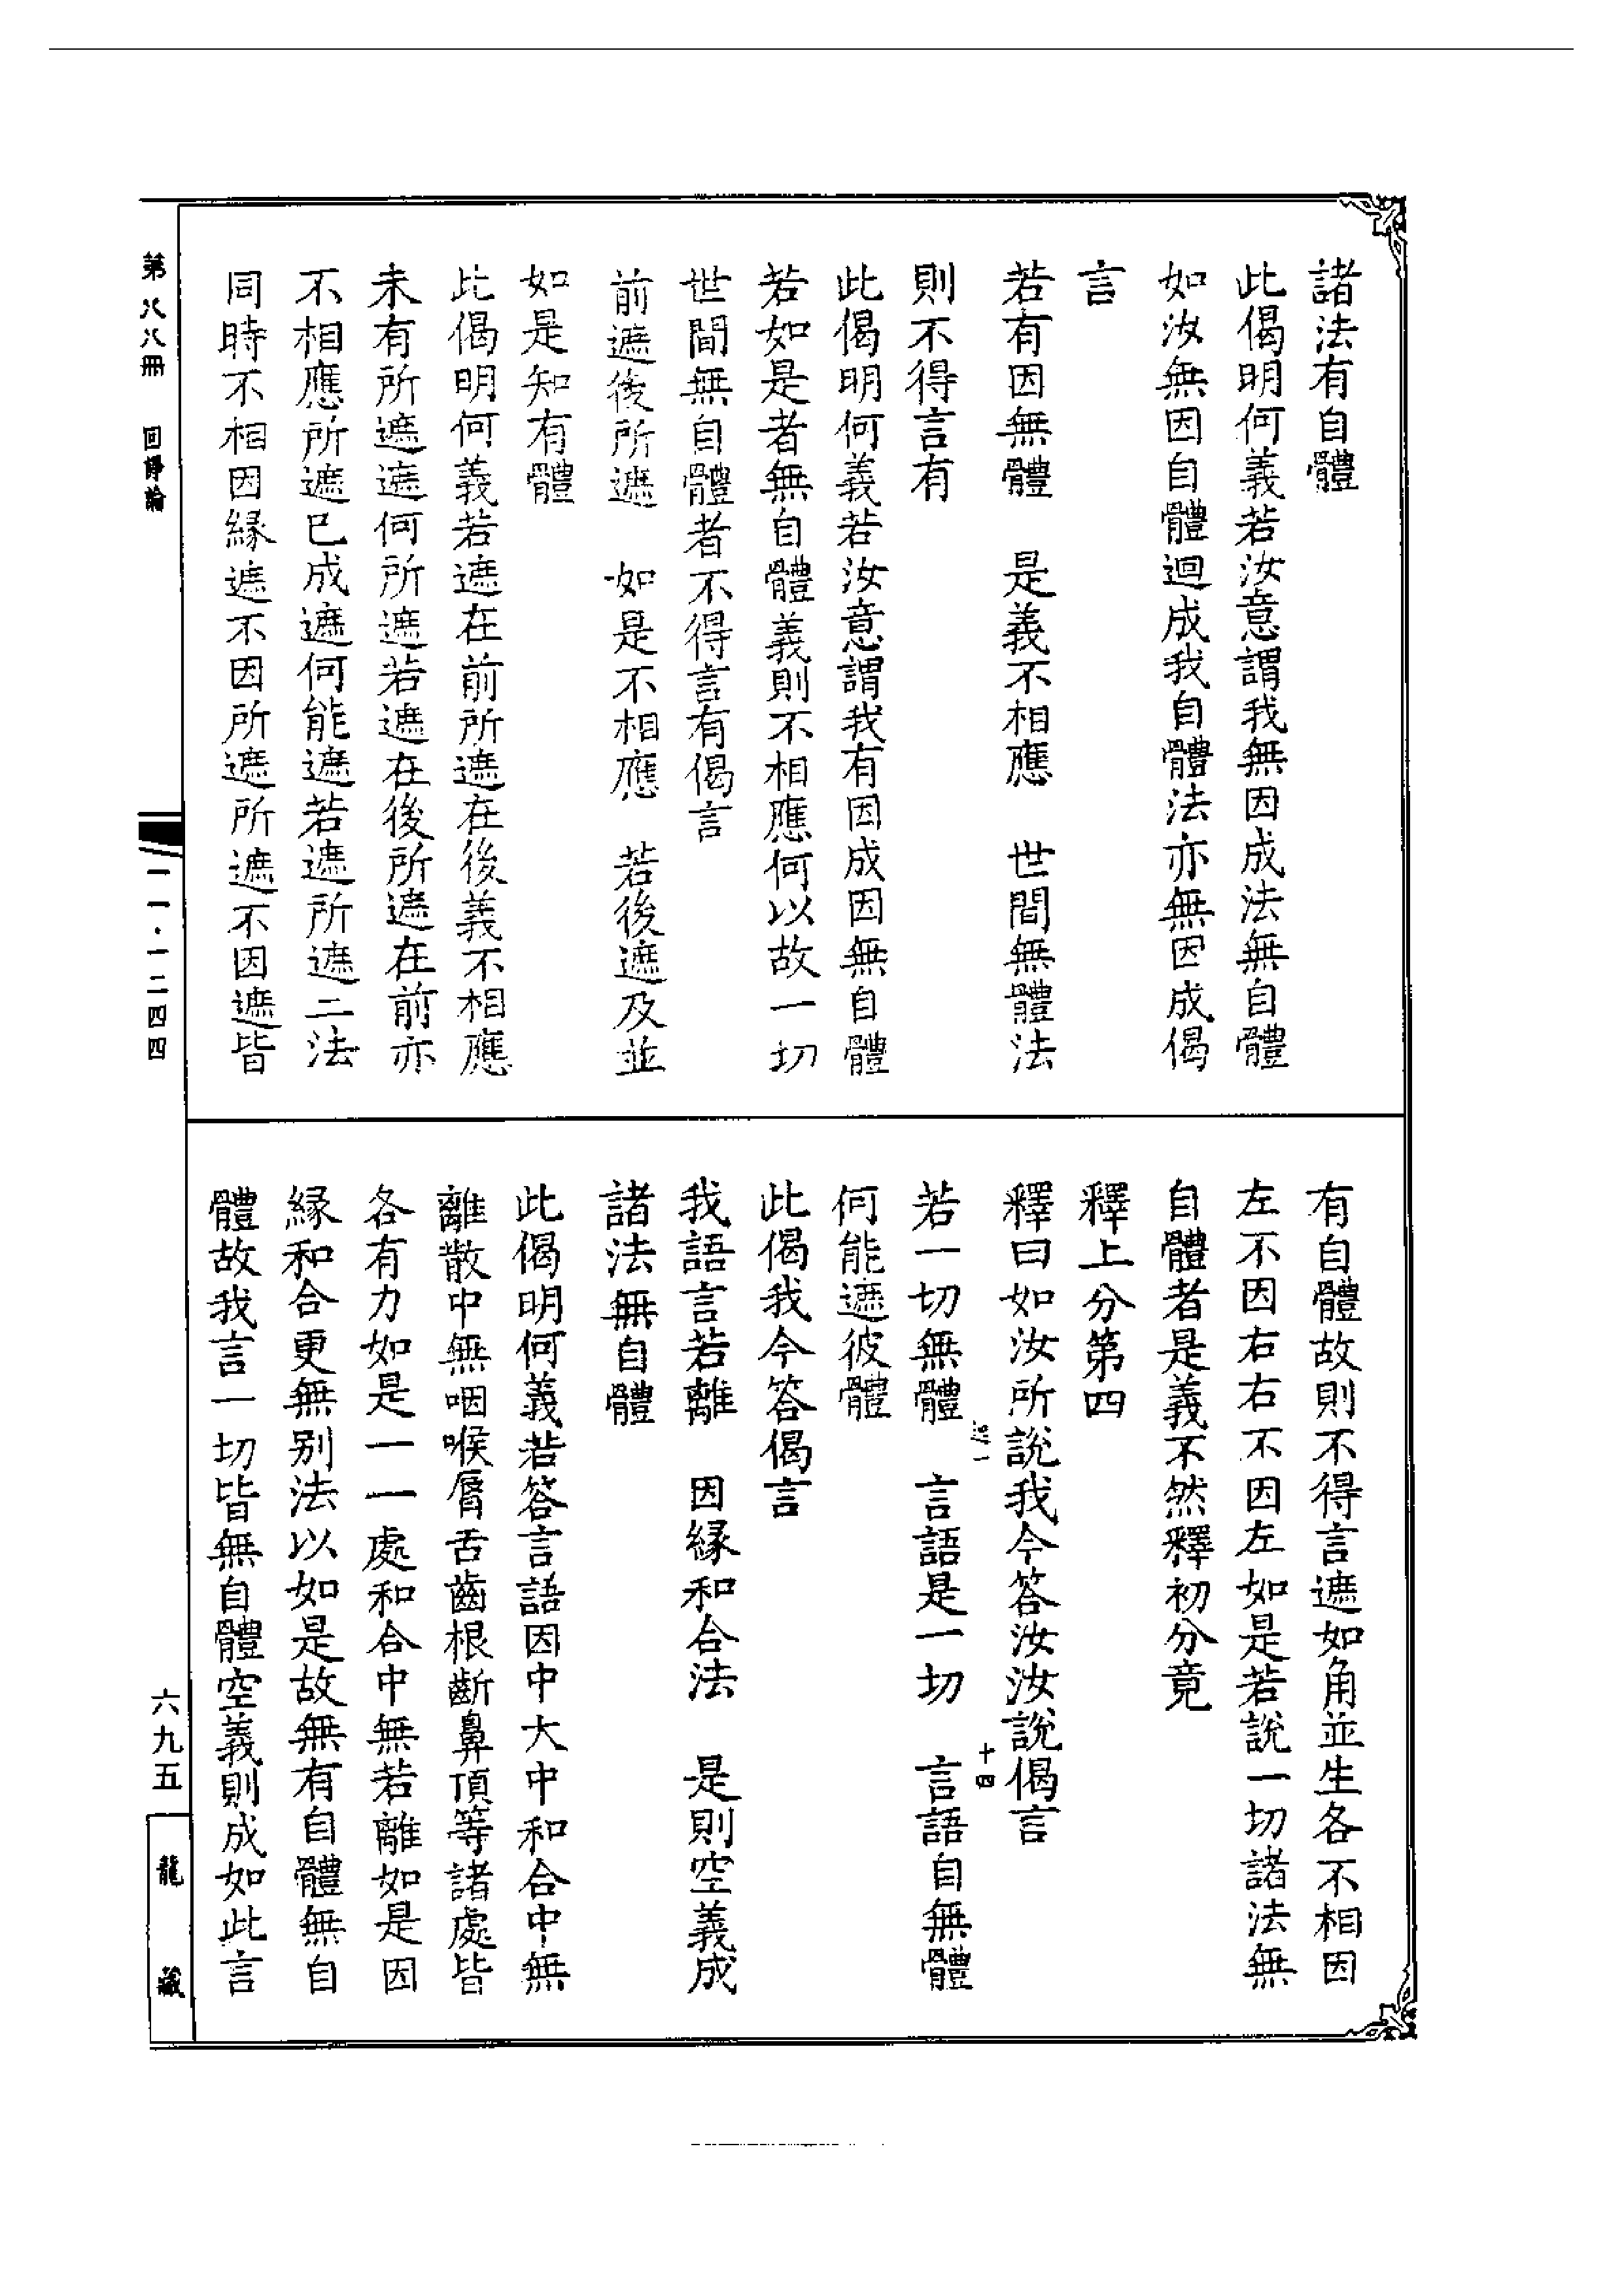 諸法有自體
此偈明何義若汝意謂我無因成法無自體
如汝無因自體迴成我自體法亦無因成偈
言
若有因無體　是義不相應　世間無體法
則不得言有
此偈明何義若汝意謂我有因成因無自體
若如是者無自體義則不相應何以故一切
世間無自體者不得言有偈言
前遮後所遮　如是不相應　若後遮及並
如是知有體
此偈明何義若遮在前所遮在後義不相應
未有所遮遮何所遮若遮在後所遮在前亦
不相應所遮已成遮何能遮若遮所遮二法
同時不相因緣遮不因所遮所遮不因遮皆
有自體故則不得言遮如角並生各不相因
左不因右右不因左如是若說一切諸法無
自體者是義不然釋初分竟
釋上分第四
釋曰如汝所說我今答汝汝說偈言
十四
若一切無體　言語是一切　言語自無體
何能遮彼體
此偈我今答偈言
我語言若離　因緣和合法　是則空義成
諸法無自體
此偈明何義若答言語因中大中和合中無
離散中無咽喉脣舌齒根齗鼻頂等諸處皆
各有力如是一一處和合中無若離如是因
緣和合更無別法以如是故無有自體無自
體故我言一切皆無自體空義則成如此言
第八八冊　回諍論
一一·一二四四
六九五
龍藏